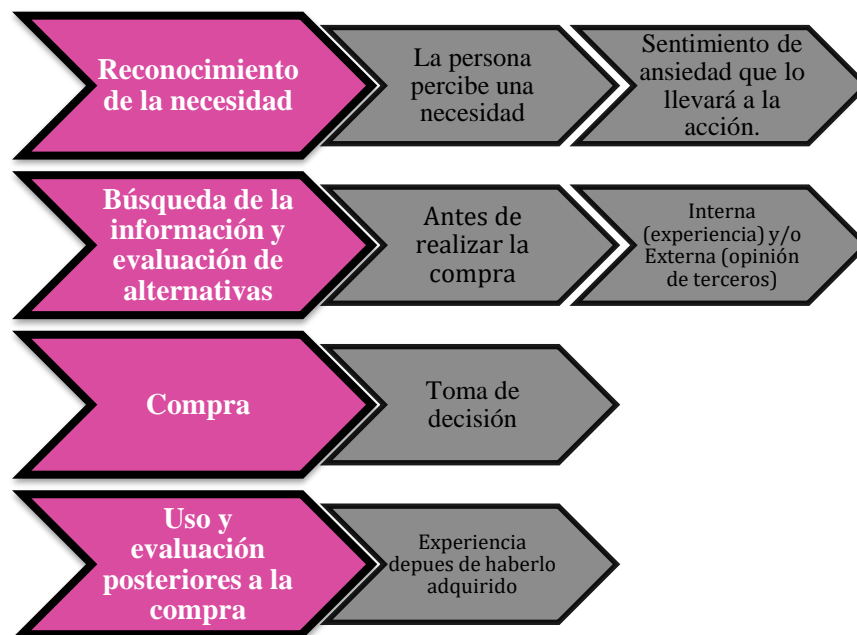 Reconocimiento
de la necesidad
La persona
percibe una
necesidad
Sentimiento de
ansiedad que lo
llevará a la
acción.
Búsqueda de la
información y
evaluación de
alternativas
Antes de
realizar la
compra
Interna
(experiencia) y/o
Externa (opinión
de terceros)
Compra
Toma de
decisión
Uso y
evaluación
posteriores a la
compra
Experiencia
depues de haberlo
adquirido